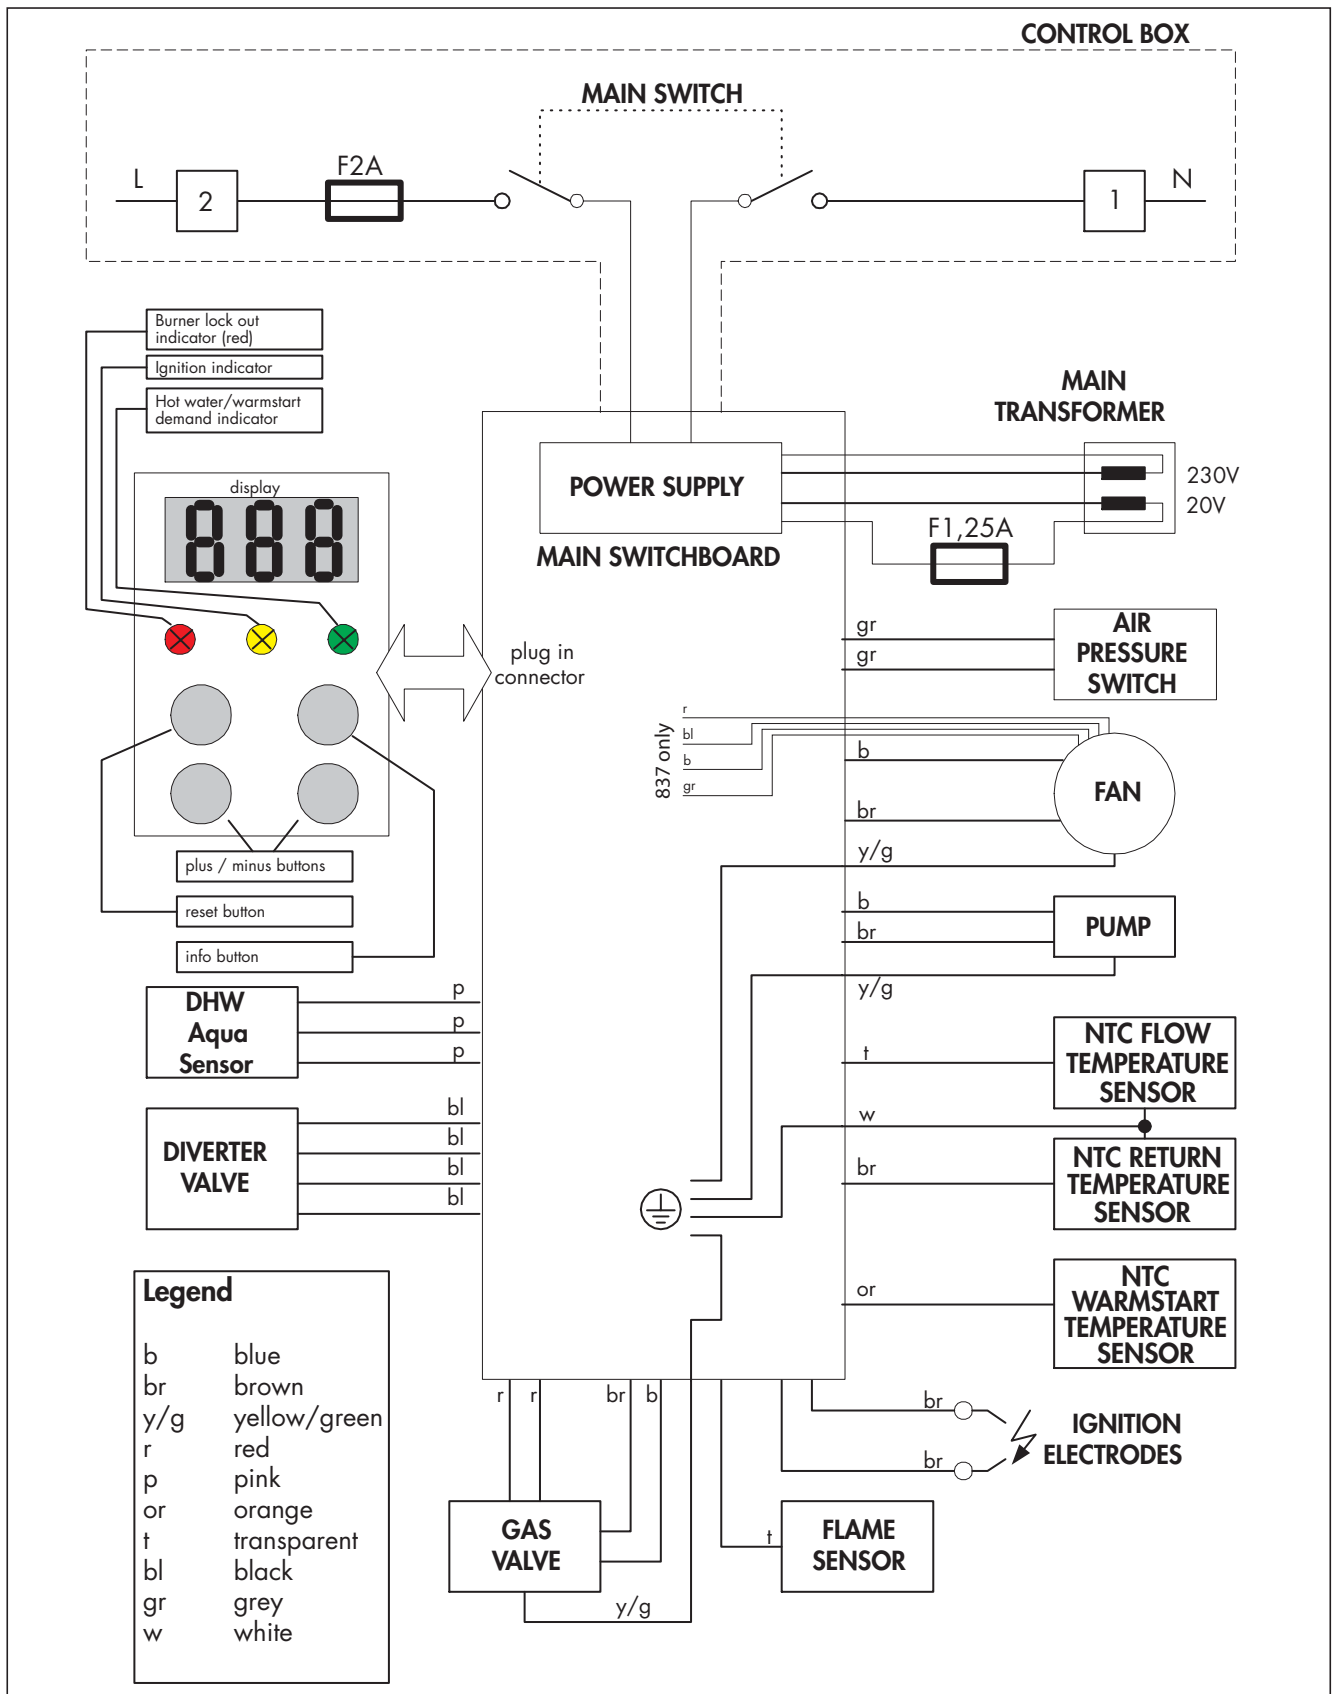 CONTROL BOX
MAIN SWITCH
L
2
F2A
1
N
Burner lock out
indicator (red)
Ignition indicator
Hot water/warmstart
demand indicator
MAIN
TRANSFORMER
display
888
POWER SUPPLY
230V
20V
MAIN SWITCHBOARD
F1,25A
plug in
connector
gr
gr
AIR
PRESSURE
SWITCH
837 only
r
bl
b
gr
b
br
y/g
FAN
plus / minus buttons
reset button
info button
b
br
y/g
PUMP
DHW
Aqua
Sensor
p
p
p
t
NTC FLOW
TEMPERATURE
SENSOR
w
DIVERTER
VALVE
bl
bl
bl
bl
br
NTC RETURN
TEMPERATURE
SENSOR
or
NTC
WARMSTART
TEMPERATURE
SENSOR
Legend
b blue
br brown
y/g yellow/green
r red
p pink
or orange
t transparent
bl black
gr grey
w white
r
r
br
b
br
br
IGNITION
ELECTRODES
GAS
VALVE
y/g
t
FLAME
SENSOR